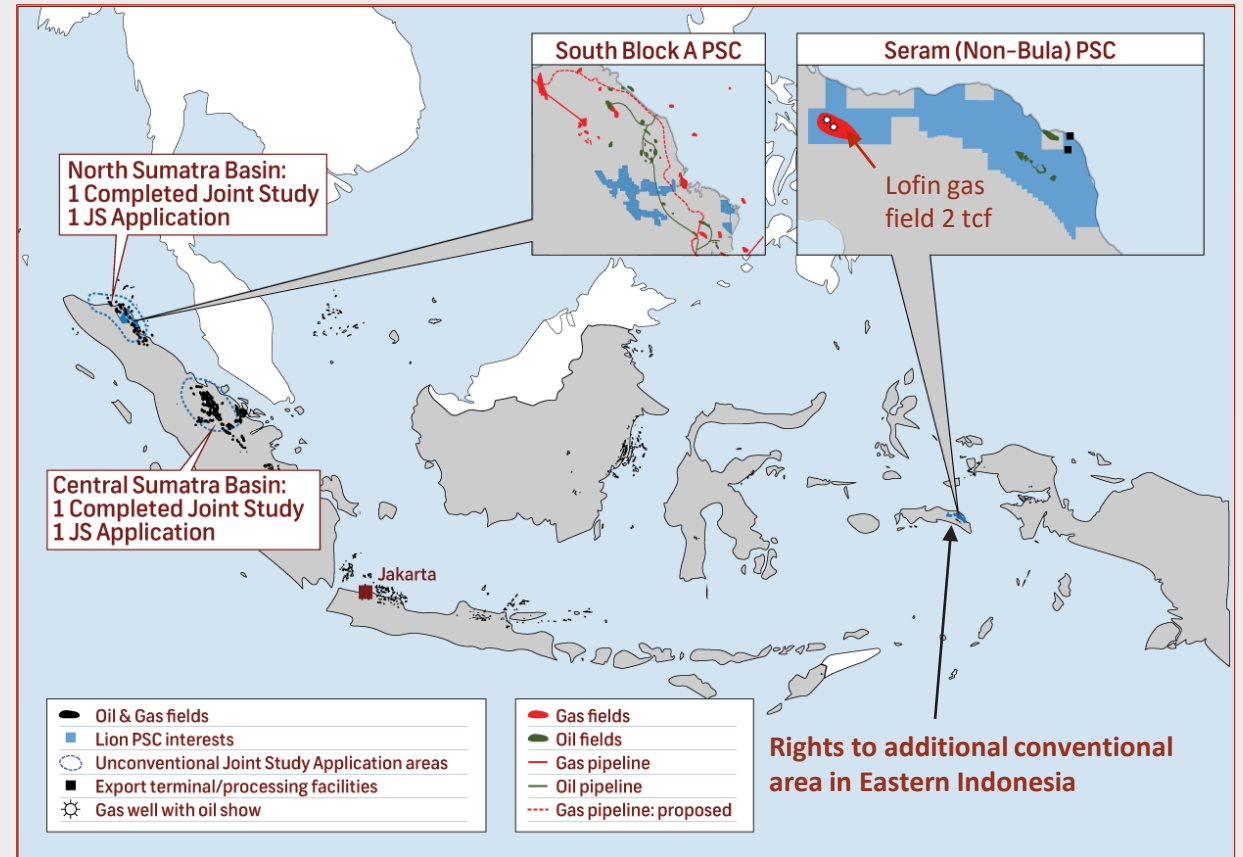 South Block A PSC
Seram (Non-Bula) PSC
Lofin gas
field 2 tcf
North Sumatra Basin:
1 Completed Joint Study
1 JS Application
Central Sumatra Basin:
1 Completed Joint Study
1 JS Application
Jakarta
Oil & Gas fields
Lion PSC interests
Unconventional Joint Study Application areas
Export terminal/processing facilities
Gas well with oil show
Gas fields
Oil fields
Gas pipeline
Oil pipeline
Gas pipeline: proposed
Rights to additional conventional
area in Eastern Indonesia